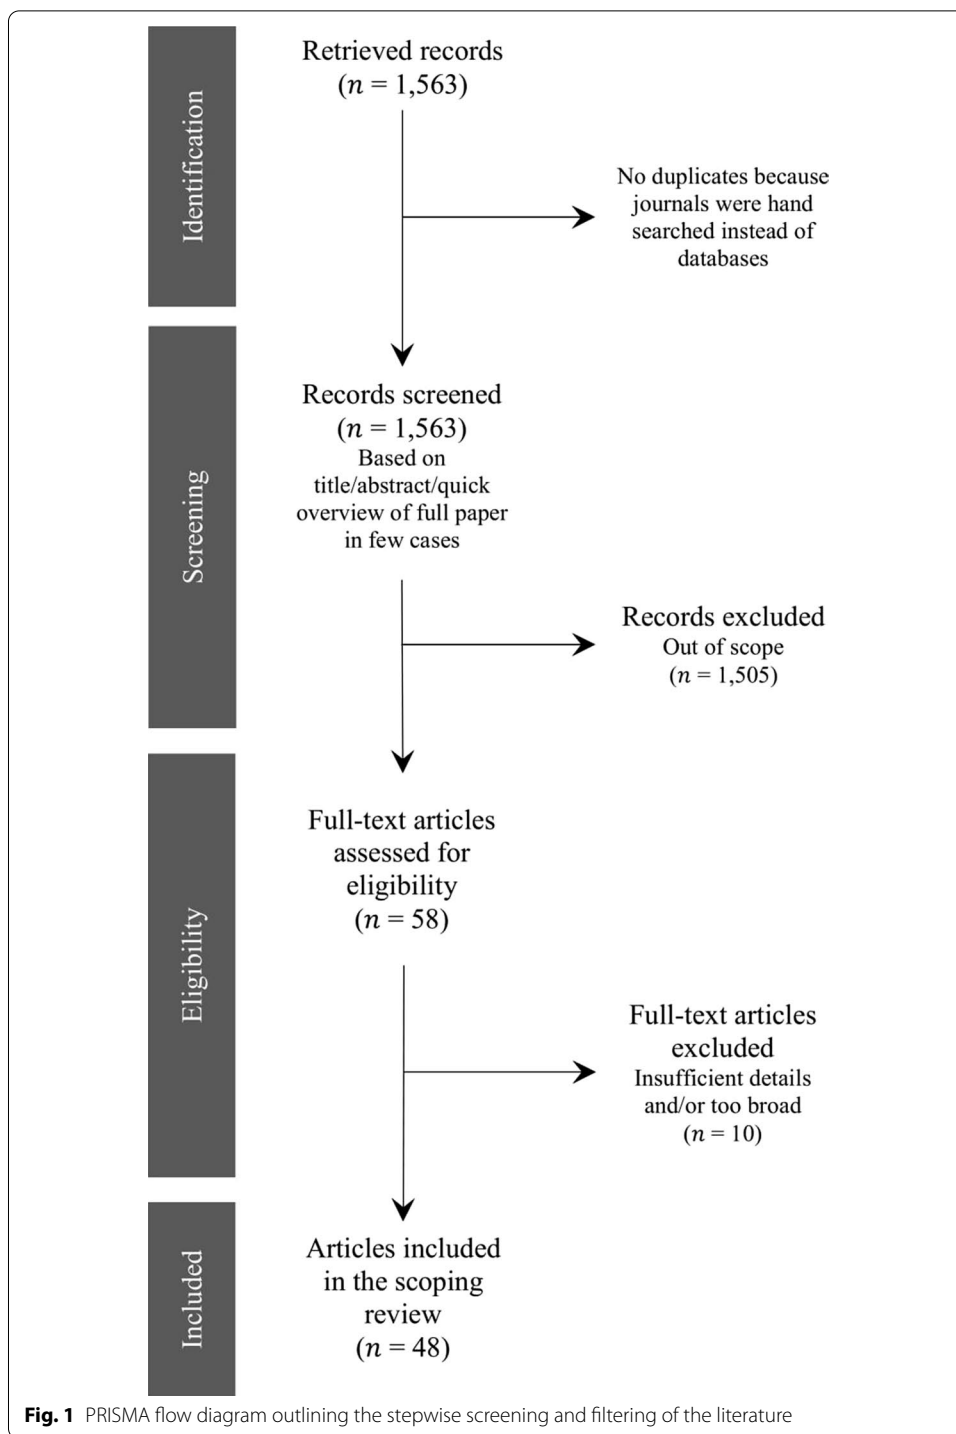 Identification
Retrieved records
(n = 1,563)
No duplicates because
journals were hand
searched instead of
databases
Screening
Records screened
(n = 1,563)
Based on
title/abstract/quick
overview of full paper
in few cases
Records excluded
Out of scope
(n = 1,505)
Eligibility
Full-text articles
assessed for
eligibility
(n = 58)
Full-text articles
excluded
Insufficient details
and/or too broad
(n = 10)
Included
Articles included
in the scoping
review
(n = 48)
Fig. 1 PRISMA flow diagram outlining the stepwise screening and filtering of the literature